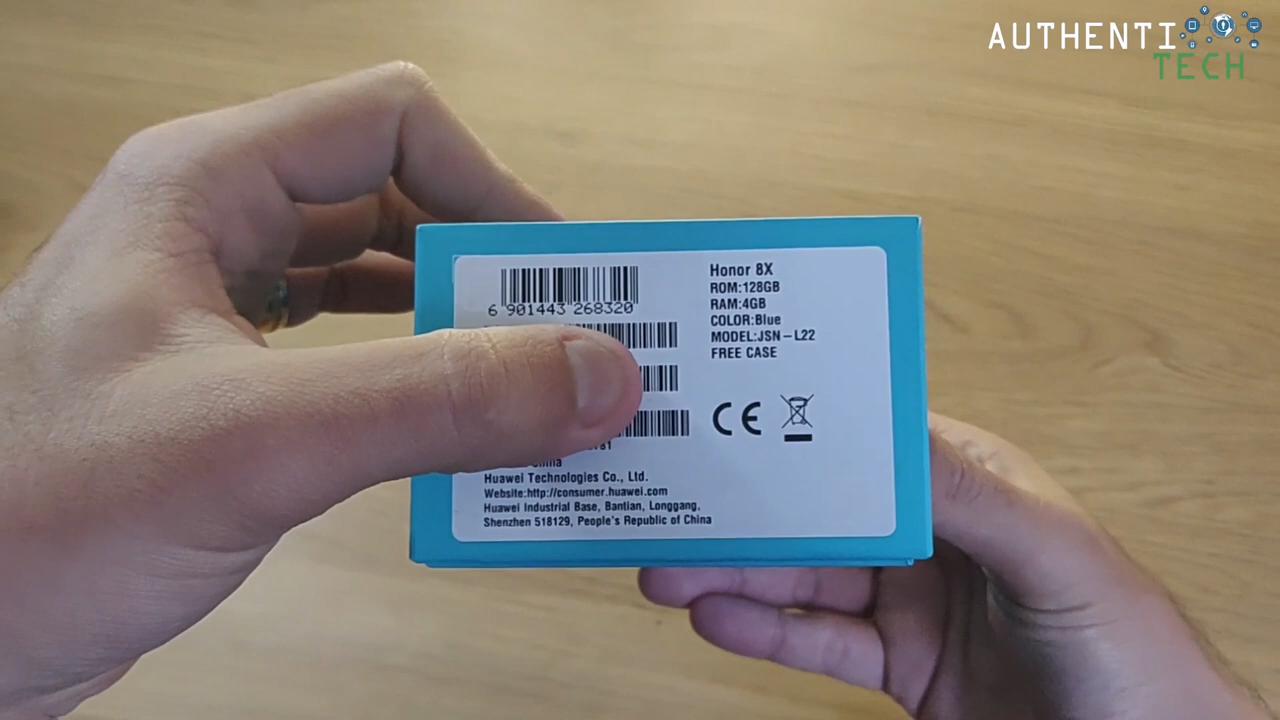 AUTHENTI
TECH
6 901443 268320
Honor 8X
ROM:128GB
RAM:4GB
COLOR:Blue
MODEL:JSN-L22
FREE CASE
CE
Huawei Technologies Co., Ltd.
Website:http://consumer.huawei.com
Huawei Industrial Base, Bantian, Longgang,
Shenzhen 518129, People's Republic of China